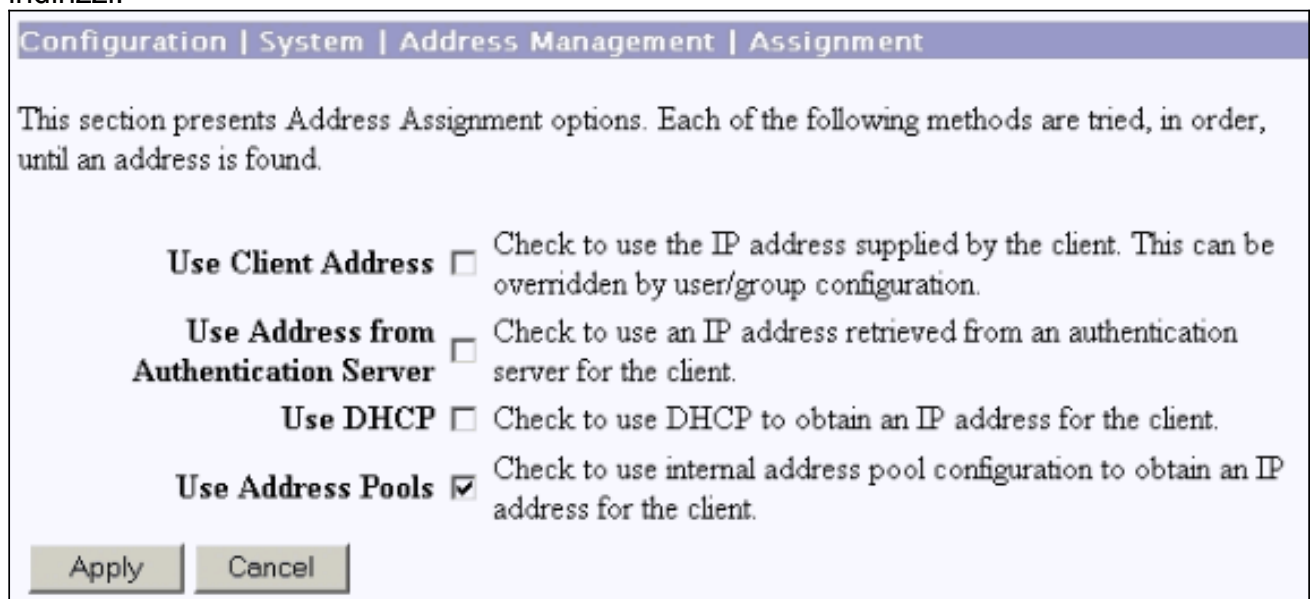 Configuration | System | Address Management | Assignment
This section presents Address Assignment options. Each of the following methods are tried, in order,
until an address is found.
Use Client Address
Check to use the IP address supplied by the client. This can be
overridden by user/group configuration.
Use Address from
Authentication Server
Check to use an IP address retrieved from an authentication
server for the client.
Use DHCP
Check to use DHCP to obtain an IP address for the client.
Use Address Pools
Check to use internal address pool configuration to obtain an IP
address for the client.
Apply
Cancel